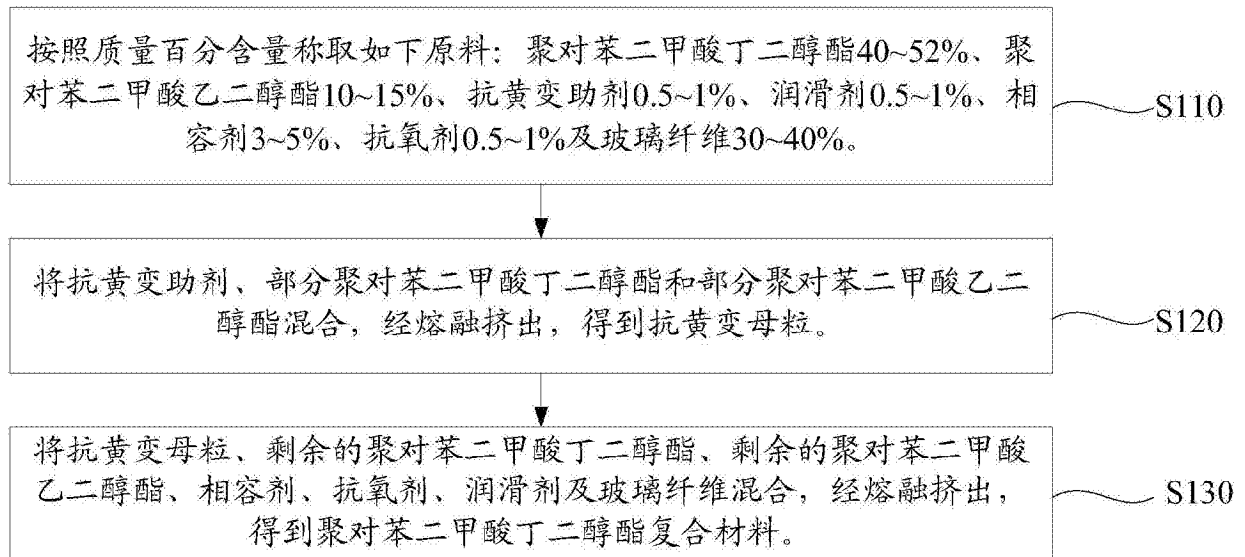 按照质量百分含量称取如下原料：聚对苯二甲酸丁二醇酯40~52%、聚
对苯二甲酸乙二醇酯10~15%、抗黄变助剂0.5~1%、润滑剂0.5~1%、相
容剂3~5%、抗氧剂0.5~1%及玻璃纤维30~40%。
S110
将抗黄变助剂、部分聚对苯二甲酸丁二醇酯和部分聚对苯二甲酸乙二
醇酯混合，经熔融挤出，得到抗黄变母粒。
S120
将抗黄变母粒、剩余的聚对苯二甲酸丁二醇酯、剩余的聚对苯二甲酸
乙二醇酯、相容剂、抗氧剂、润滑剂及玻璃纤维混合，经熔融挤出，
得到聚对苯二甲酸丁二醇酯复合材料。
S130